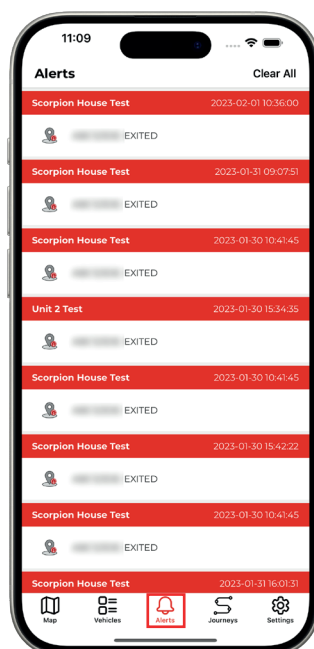 11:09
Alerts Clear All
Scorpion House Test 2023-02-01 10:36:00
EXITED
Scorpion House Test 2023-01-31 09:07:51
EXITED
Scorpion House Test 2023-01-30 10:41:45
EXITED
Unit 2 Test 2023-01-30 15:34:35
EXITED
Scorpion House Test 2023-01-30 10:41:45
EXITED
Scorpion House Test 2023-01-30 15:42:22
EXITED
Scorpion House Test 2023-01-30 10:41:45
EXITED
Scorpion House Test 2023-01-31 16:01:31
Map Vehicles Alerts Journeys Settings